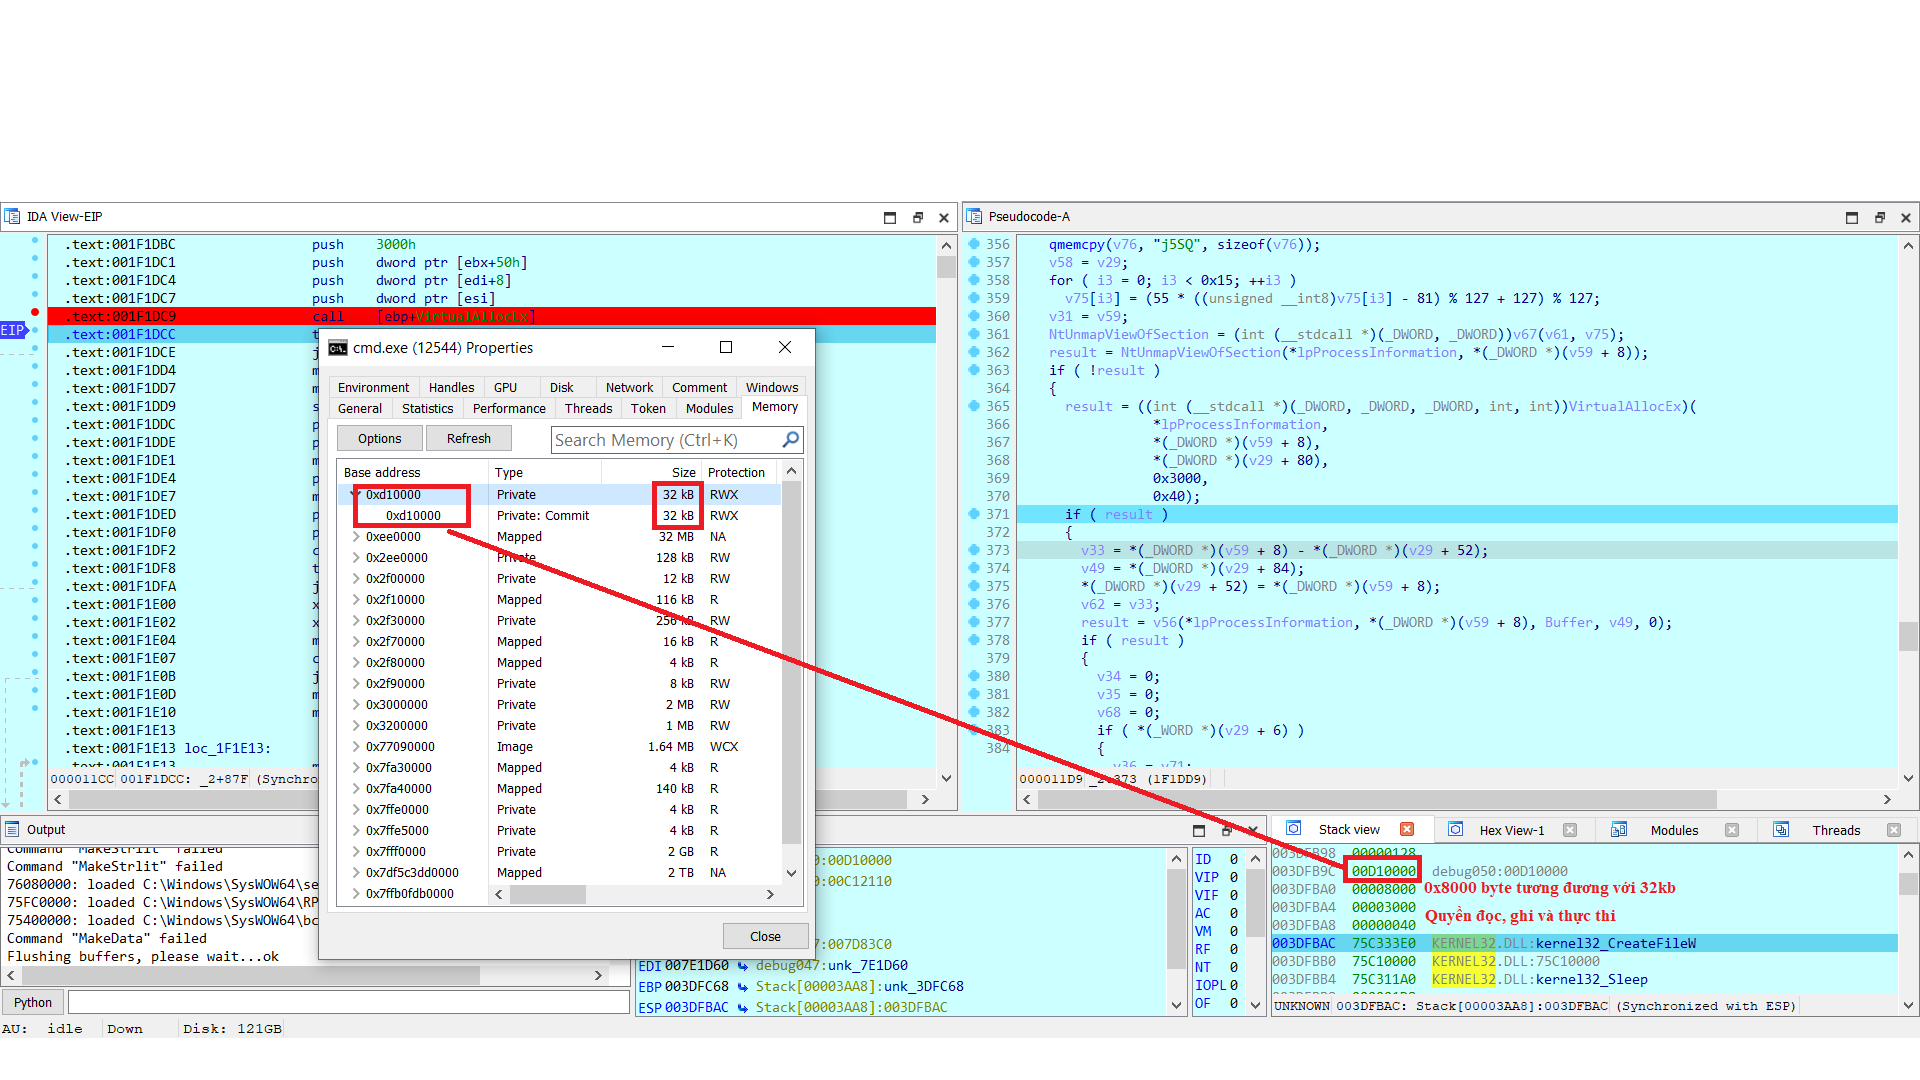 IDA View-EIP
.text:001F1DBC push 3000h
.text:001F1DC1 push dword ptr [ebx+50h]
.text:001F1DC4 push dword ptr [edi+8]
.text:001F1DC7 push dword ptr [esi]
.text:001F1DC9 call [ebp+VirtualAllocEx]
EIP .text:001F1DCC t
.text:001F1DCE j
.text:001F1DD4 m
.text:001F1DD7 m
.text:001F1DD9 s
.text:001F1DDC p
.text:001F1DDE p
.text:001F1DE1 m
.text:001F1DE4 p
.text:001F1DE7 m
.text:001F1DED p
.text:001F1DF0 p
.text:001F1DF2 c
.text:001F1DF8 t
.text:001F1DFA j
.text:001F1E00 x
.text:001F1E02 x
.text:001F1E04 m
.text:001F1E07 c
.text:001F1E0B j
.text:001F1E0D m
.text:001F1E10 m
.text:001F1E13
.text:001F1E13 loc_1F1E13:
.text:001F1E13 m
000011CC 001F1DCC: _2+87F (Synchro
cmd.exe (12544) Properties
Environment Handles GPU Disk Network Comment Windows
General Statistics Performance Threads Token Modules Memory
Options Refresh Search Memory (Ctrl+K)
Base address Type Size Protection
0xd10000 Private 32 kB RWX
0xd10000 Private: Commit 32 kB RWX
0xee0000 Mapped 32 MB NA
0x2ee0000 Private 128 kB RW
0x2f00000 Private 12 kB RW
0x2f10000 Mapped 116 kB R
0x2f30000 Private 256 kB RW
0x2f70000 Mapped 16 kB R
0x2f80000 Mapped 4 kB R
0x2f90000 Private 8 kB RW
0x3000000 Private 2 MB RW
0x3200000 Private 1 MB RW
0x77090000 Image 1.64 MB WCX
0x7fa30000 Mapped 4 kB R
0x7fa40000 Mapped 140 kB R
0x7ffe0000 Private 4 kB R
0x7ffe5000 Private 4 kB R
0x7fff0000 Private 2 GB R
0x7df5c3dd0000 Mapped 2 TB NA
0x7ffb0fdb0000 Mapped 4 kB R
Close
Pseudocode-A
356 qmemcpy(v76, "j5SQ", sizeof(v76));
357 v58 = v29;
358 for ( i3 = 0; i3 < 0x15; ++i3 )
359 v75[i3] = (55 * ((unsigned __int8)v75[i3] - 81) % 127 + 127) % 127;
360 v31 = v59;
361 NtUnmapViewOfSection = (int (__stdcall *)(_DWORD, _DWORD))v67(v61, v75);
362 result = NtUnmapViewOfSection(*lpProcessInformation, *(_DWORD *)(v59 + 8));
363 if ( !result )
364 {
365 result = ((int (__stdcall *)(_DWORD, _DWORD, _DWORD, int, int))VirtualAllocEx)(
366 *lpProcessInformation,
367 *(_DWORD *)(v59 + 8),
368 *(_DWORD *)(v29 + 80),
369 0x3000,
370 0x40);
371 if ( result )
372 {
373 v33 = *(_DWORD *)(v59 + 8) - *(_DWORD *)(v29 + 52);
374 v49 = *(_DWORD *)(v29 + 84);
375 *(_DWORD *)(v29 + 52) = *(_DWORD *)(v59 + 8);
376 v62 = v33;
377 result = v56(*lpProcessInformation, *(_DWORD *)(v59 + 8), Buffer, v49, 0);
378 if ( result )
379 {
380 v34 = 0;
381 v35 = 0;
382 v68 = 0;
383 if ( *(_WORD *)(v29 + 6) )
384 {
v36 = v71;
000011D9 _2:373 (1F1DD9)
Output
Command "MakeStrlit" failed
Command "MakeStrlit" failed
76080000: loaded C:\Windows\SysWOW64\se
75FC0000: loaded C:\Windows\SysWOW64\RP
75400000: loaded C:\Windows\SysWOW64\bc
Command "MakeData" failed
Flushing buffers, please wait...ok
Python
AU: idle Down Disk: 121GB
:00D10000
:00C12110
7:007D83C0
EDI 007E1D60 debug047:unk_7E1D60
EBP 003DFC68 Stack[00003AA8]:unk_3DFC68
ESP 003DFBAC Stack[00003AA8]:003DFBAC
ID 0
VIP 0
VIF 0
AC 0
VM 0
RF 0
NT 0
IOPL 0
OF 0
Stack view Hex View-1 Modules Threads
003DFB98 00000128
003DFB9C 00D10000 debug050:00D10000
003DFBA0 00008000 0x8000 byte tương đương với 32kb
003DFBA4 00003000 Quyền đọc, ghi và thực thi
003DFBA8 00000040
003DFBAC 75C333E0 KERNEL32.DLL:kernel32_CreateFileW
003DFBB0 75C10000 KERNEL32.DLL:75C10000
003DFBB4 75C311A0 KERNEL32.DLL:kernel32_Sleep
UNKNOWN 003DFBAC: Stack[00003AA8]:003DFBAC (Synchronized with ESP)